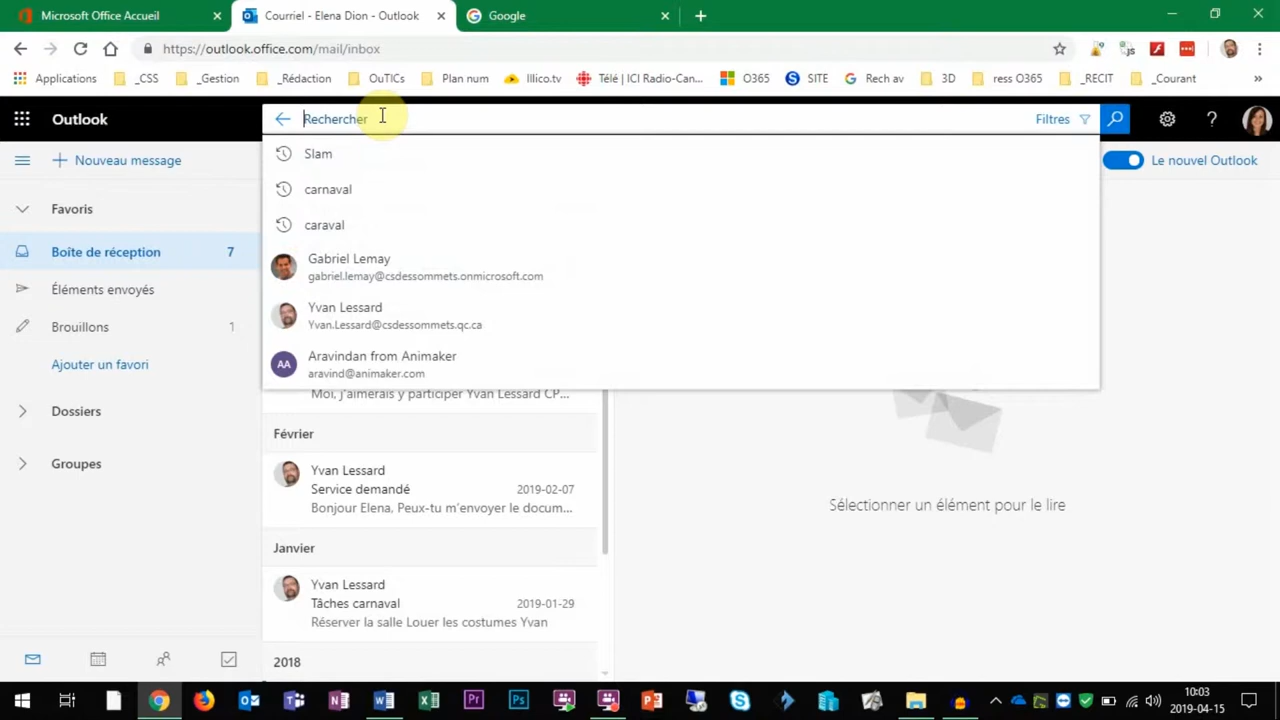 Microsoft Office Accueil
Courriel - Elena Dion - Outlook
Google
https://outlook.office.com/mail/inbox
Applications
_CSS
_Gestion
_Rédaction
OuTICs
Plan num
Illico.tv
Télé | ICI Radio-Can...
O365
SITE
Rech av
3D
ress O365
_RECIT
_Courant
Outlook
Rechercher
Filtres
Nouveau message
Le nouvel Outlook
Favoris
Boîte de réception 7
Éléments envoyés
Brouillons 1
Ajouter un favori
Dossiers
Groupes
Slam
carnaval
caraval
Gabriel Lemay
gabriel.lemay@csdessommets.onmicrosoft.com
Yvan Lessard
Yvan.Lessard@csdessommets.qc.ca
AA
Aravindan from Animaker
aravind@animaker.com
Moi, j'aimerais y participer Yvan Lessard CP...
Février
Yvan Lessard
Service demandé 2019-02-07
Bonjour Elena, Peux-tu m'envoyer le docum...
Janvier
Yvan Lessard
Tâches carnaval 2019-01-29
Réserver la salle Louer les costumes Yvan
2018
Sélectionner un élément pour le lire
10:03
2019-04-15